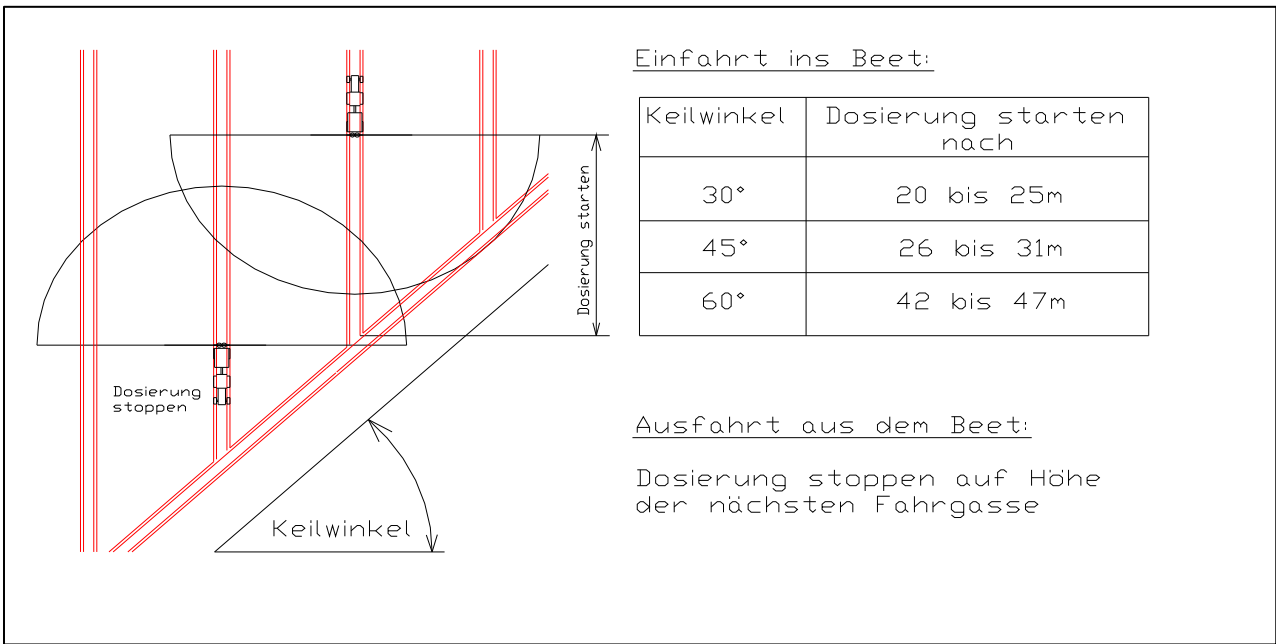 Einfahrt ins Beet:
Keilwinkel
Dosierung starten
nach
30°
20 bis 25m
45°
26 bis 31m
60°
42 bis 47m
Dosierung starten
Dosierung
stoppen
Keilwinkel
Ausfahrt aus dem Beet:
Dosierung stoppen auf Höhe
der nächsten Fahrgasse